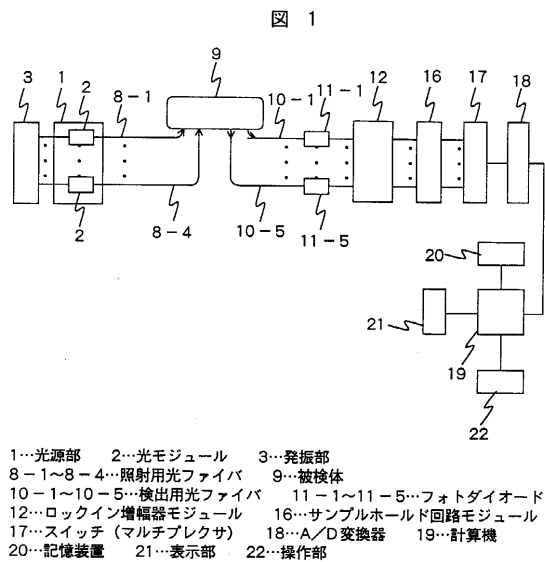 図 1
9
3 1 2 8－1 10－1 11－1 12 16 17 18
2 8－4 10－5 11－5
20
21
19
22
1…光源部 2…光モジュール 3…発振部
8－1～8－4…照射用光ファイバ 9…被検体
10－1～10－5…検出用光ファイバ 11－1～11－5…フォトダイオード
12…ロックイン増幅器モジュール 16…サンプルホールド回路モジュール
17…スイッチ（マルチプレクサ） 18…A／D変換器 19…計算機
20…記憶装置 21…表示部 22…操作部